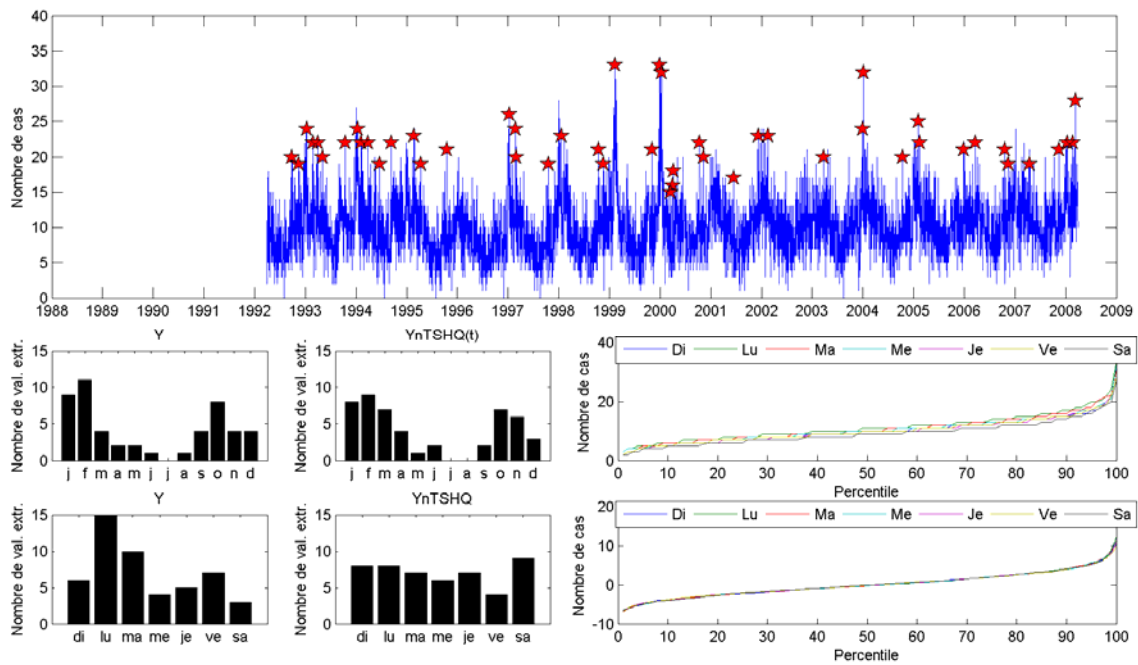 40
35
30
25
20
15
10
5
0
Nombre de cas
1988 1989 1990 1991 1992 1993 1994 1995 1996 1997 1998 1999 2000 2001 2002 2003 2004 2005 2006 2007 2008 2009
Y
15
10
5
0
Nombre de val. extr.
j f m a m j j a s o n d
YnTSHQ(t)
15
10
5
0
Nombre de val. extr.
j f m a m j j a s o n d
Di Lu Ma Me Je Ve Sa
40
20
0
Nombre de cas
0 10 20 30 40 50 60 70 80 90 100
Percentile
Y
15
10
5
0
Nombre de val. extr.
di lu ma me je ve sa
YnTSHQ
15
10
5
0
Nombre de val. extr.
di lu ma me je ve sa
Di Lu Ma Me Je Ve Sa
20
10
0
-10
Nombre de cas
0 10 20 30 40 50 60 70 80 90 100
Percentile